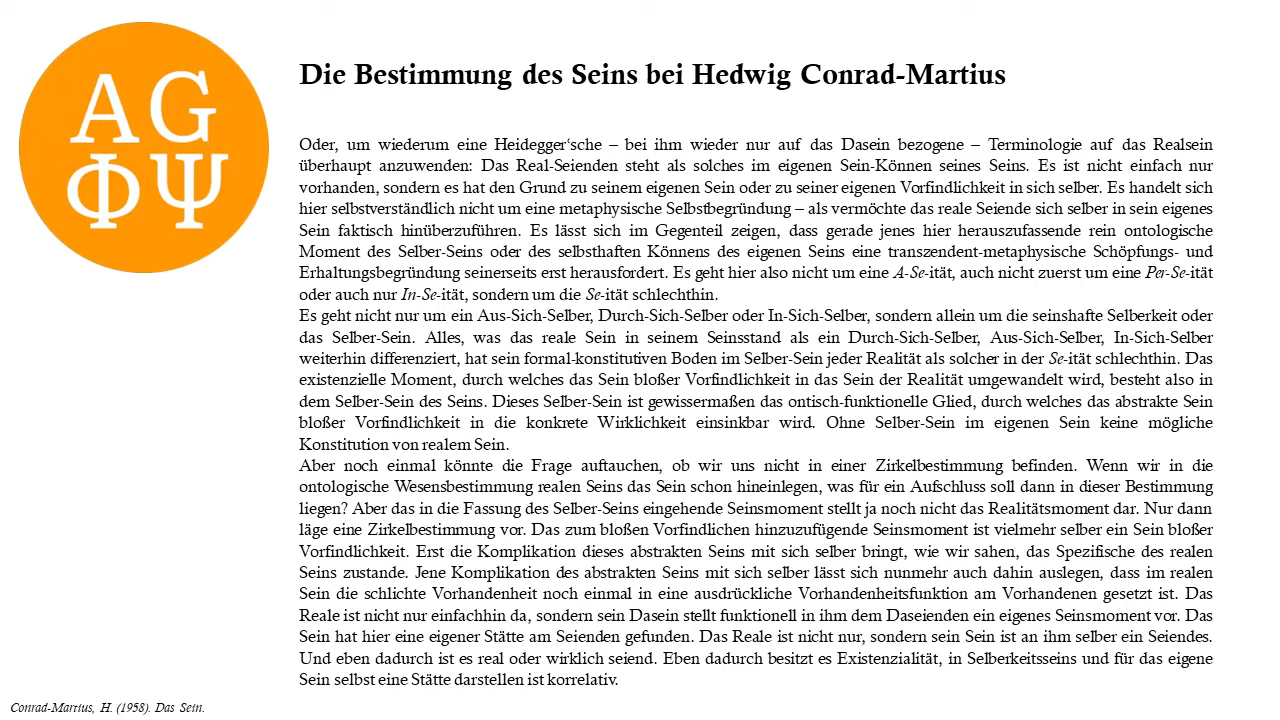 AG
ΦΨ
Die Bestimmung des Seins bei Hedwig Conrad-Martius
Oder, um wiederum eine Heidegger‘sche – bei ihm wieder nur auf das Dasein bezogene – Terminologie auf das Realsein
überhaupt anzuwenden: Das Real-Seienden steht als solches im eigenen Sein-Können seines Seins. Es ist nicht einfach nur
vorhanden, sondern es hat den Grund zu seinem eigenen Sein oder zu seiner eigenen Vorfindlichkeit in sich selber. Es handelt sich
hier selbstverständlich nicht um eine metaphysische Selbstbegründung – als vermöchte das reale Seiende sich selber in sein eigenes
Sein faktisch hinüberzuführen. Es lässt sich im Gegenteil zeigen, dass gerade jenes hier herauszufassende rein ontologische
Moment des Selber-Seins oder des selbsthaften Könnens des eigenen Seins eine transzendent-metaphysische Schöpfungs- und
Erhaltungsbegründung seinerseits erst herausfordert. Es geht hier also nicht um eine A-Se-ität, auch nicht zuerst um eine Per-Se-ität
oder auch nur In-Se-ität, sondern um die Se-ität schlechthin.
Es geht nicht nur um ein Aus-Sich-Selber, Durch-Sich-Selber oder In-Sich-Selber, sondern allein um die seinshafte Selberkeit oder
das Selber-Sein. Alles, was das reale Sein in seinem Seinsstand als ein Durch-Sich-Selber, Aus-Sich-Selber, In-Sich-Selber
weiterhin differenziert, hat sein formal-konstitutiven Boden im Selber-Sein jeder Realität als solcher in der Se-ität schlechthin. Das
existenzielle Moment, durch welches das Sein bloßer Vorfindlichkeit in das Sein der Realität umgewandelt wird, besteht also in
dem Selber-Sein des Seins. Dieses Selber-Sein ist gewissermaßen das ontisch-funktionelle Glied, durch welches das abstrakte Sein
bloßer Vorfindlichkeit in die konkrete Wirklichkeit einsinkbar wird. Ohne Selber-Sein im eigenen Sein keine mögliche
Konstitution von realem Sein.
Aber noch einmal könnte die Frage auftauchen, ob wir uns nicht in einer Zirkelbestimmung befinden. Wenn wir in die
ontologische Wesensbestimmung realen Seins das Sein schon hineinlegen, was für ein Aufschluss soll dann in dieser Bestimmung
liegen? Aber das in die Fassung des Selber-Seins eingehende Seinsmoment stellt ja noch nicht das Realitätsmoment dar. Nur dann
läge eine Zirkelbestimmung vor. Das zum bloßen Vorfindlichen hinzuzufügende Seinsmoment ist vielmehr selber ein Sein bloßer
Vorfindlichkeit. Erst die Komplikation dieses abstrakten Seins mit sich selber bringt, wie wir sahen, das Spezifische des realen
Seins zustande. Jene Komplikation des abstrakten Seins mit sich selber lässt sich nunmehr auch dahin auslegen, dass im realen
Sein die schlichte Vorhandenheit noch einmal in eine ausdrückliche Vorhandenheitsfunktion am Vorhandenen gesetzt ist. Das
Reale ist nicht nur einfachhin da, sondern sein Dasein stellt funktionell in ihm dem Daseienden ein eigenes Seinsmoment vor. Das
Sein hat hier eine eigener Stätte am Seienden gefunden. Das Reale ist nicht nur, sondern sein Sein ist an ihm selber ein Seiendes.
Und eben dadurch ist es real oder wirklich seiend. Eben dadurch besitzt es Existenzialität, in Selberkeitsseins und für das eigene
Sein selbst eine Stätte darstellen ist korrelativ.
Conrad-Martius, H. (1958). Das Sein.